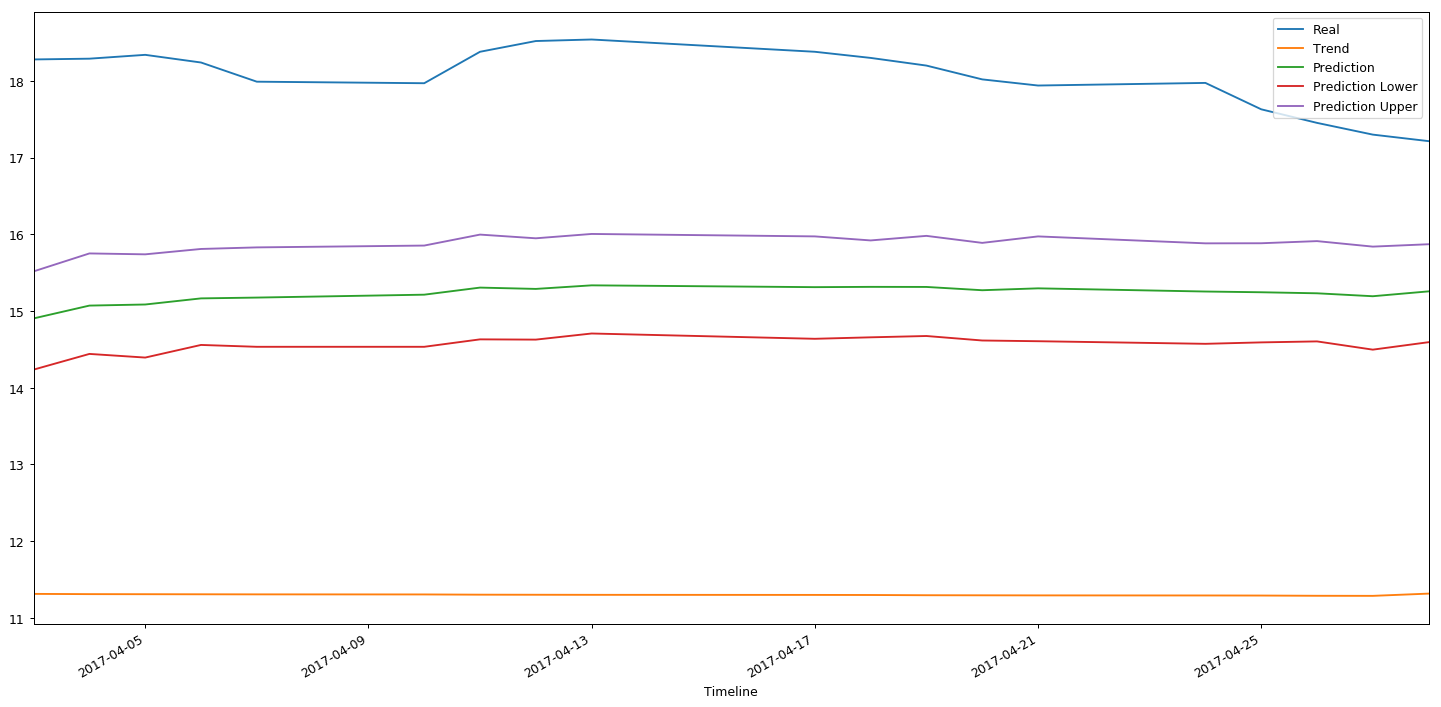 Real
Trend
Prediction
Prediction Lower
Prediction Upper
18
17
16
15
14
13
12
11
2017-04-05
2017-04-09
2017-04-13
2017-04-17
2017-04-21
2017-04-25
Timeline